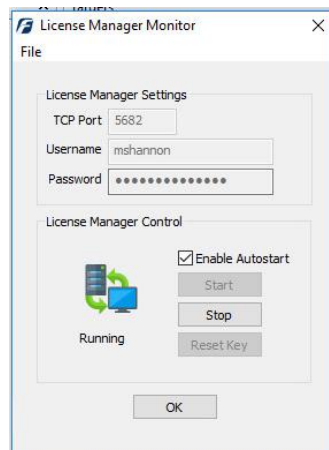 License Manager Monitor
File
License Manager Settings
TCP Port 5682
Username mshannon
Password ●●●●●●●●●●●●●●
License Manager Control
Enable Autostart
Start
Stop
Running
Reset Key
OK